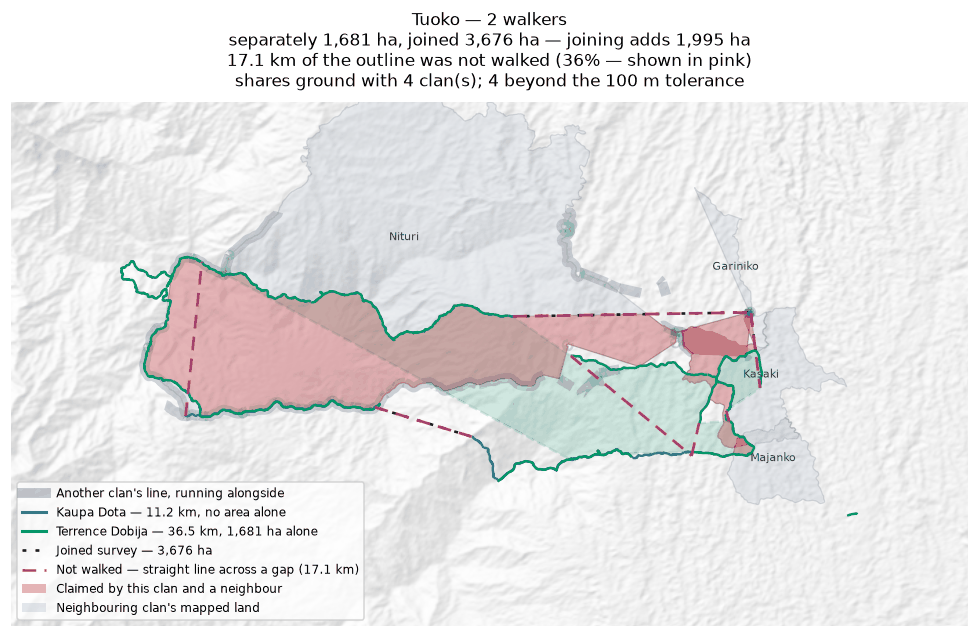 Tuoko — 2 walkers
separately 1,681 ha, joined 3,676 ha — joining adds 1,995 ha
17.1 km of the outline was not walked (36% — shown in pink)
shares ground with 4 clan(s); 4 beyond the 100 m tolerance
Nituri
Gariniko
Kasaki
Majanko
Another clan's line, running alongside
Kaupa Dota — 11.2 km, no area alone
Terrence Dobija — 36.5 km, 1,681 ha alone
Joined survey — 3,676 ha
Not walked — straight line across a gap (17.1 km)
Claimed by this clan and a neighbour
Neighbouring clan's mapped land